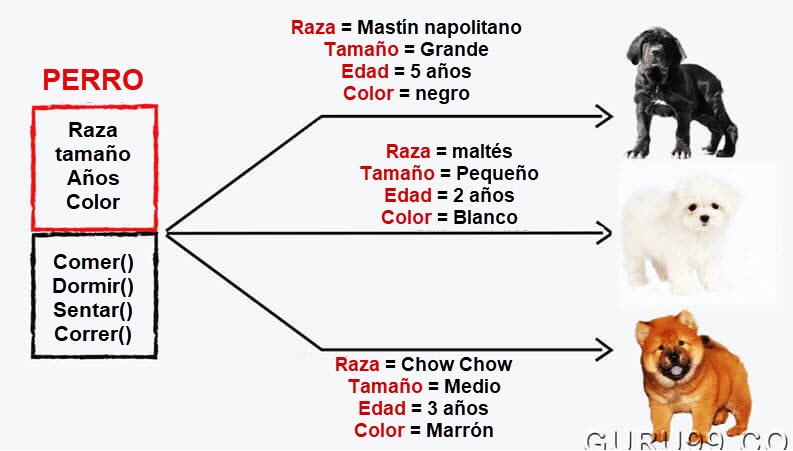 PERRO
Raza
tamaño
Años
Color
Comer()
Dormir()
Sentar()
Correr()
Raza = Mastín napolitano
Tamaño = Grande
Edad = 5 años
Color = negro
Raza = maltés
Tamaño = Pequeño
Edad = 2 años
Color = Blanco
Raza = Chow Chow
Tamaño = Medio
Edad = 3 años
Color = Marrón
GURU99.CO